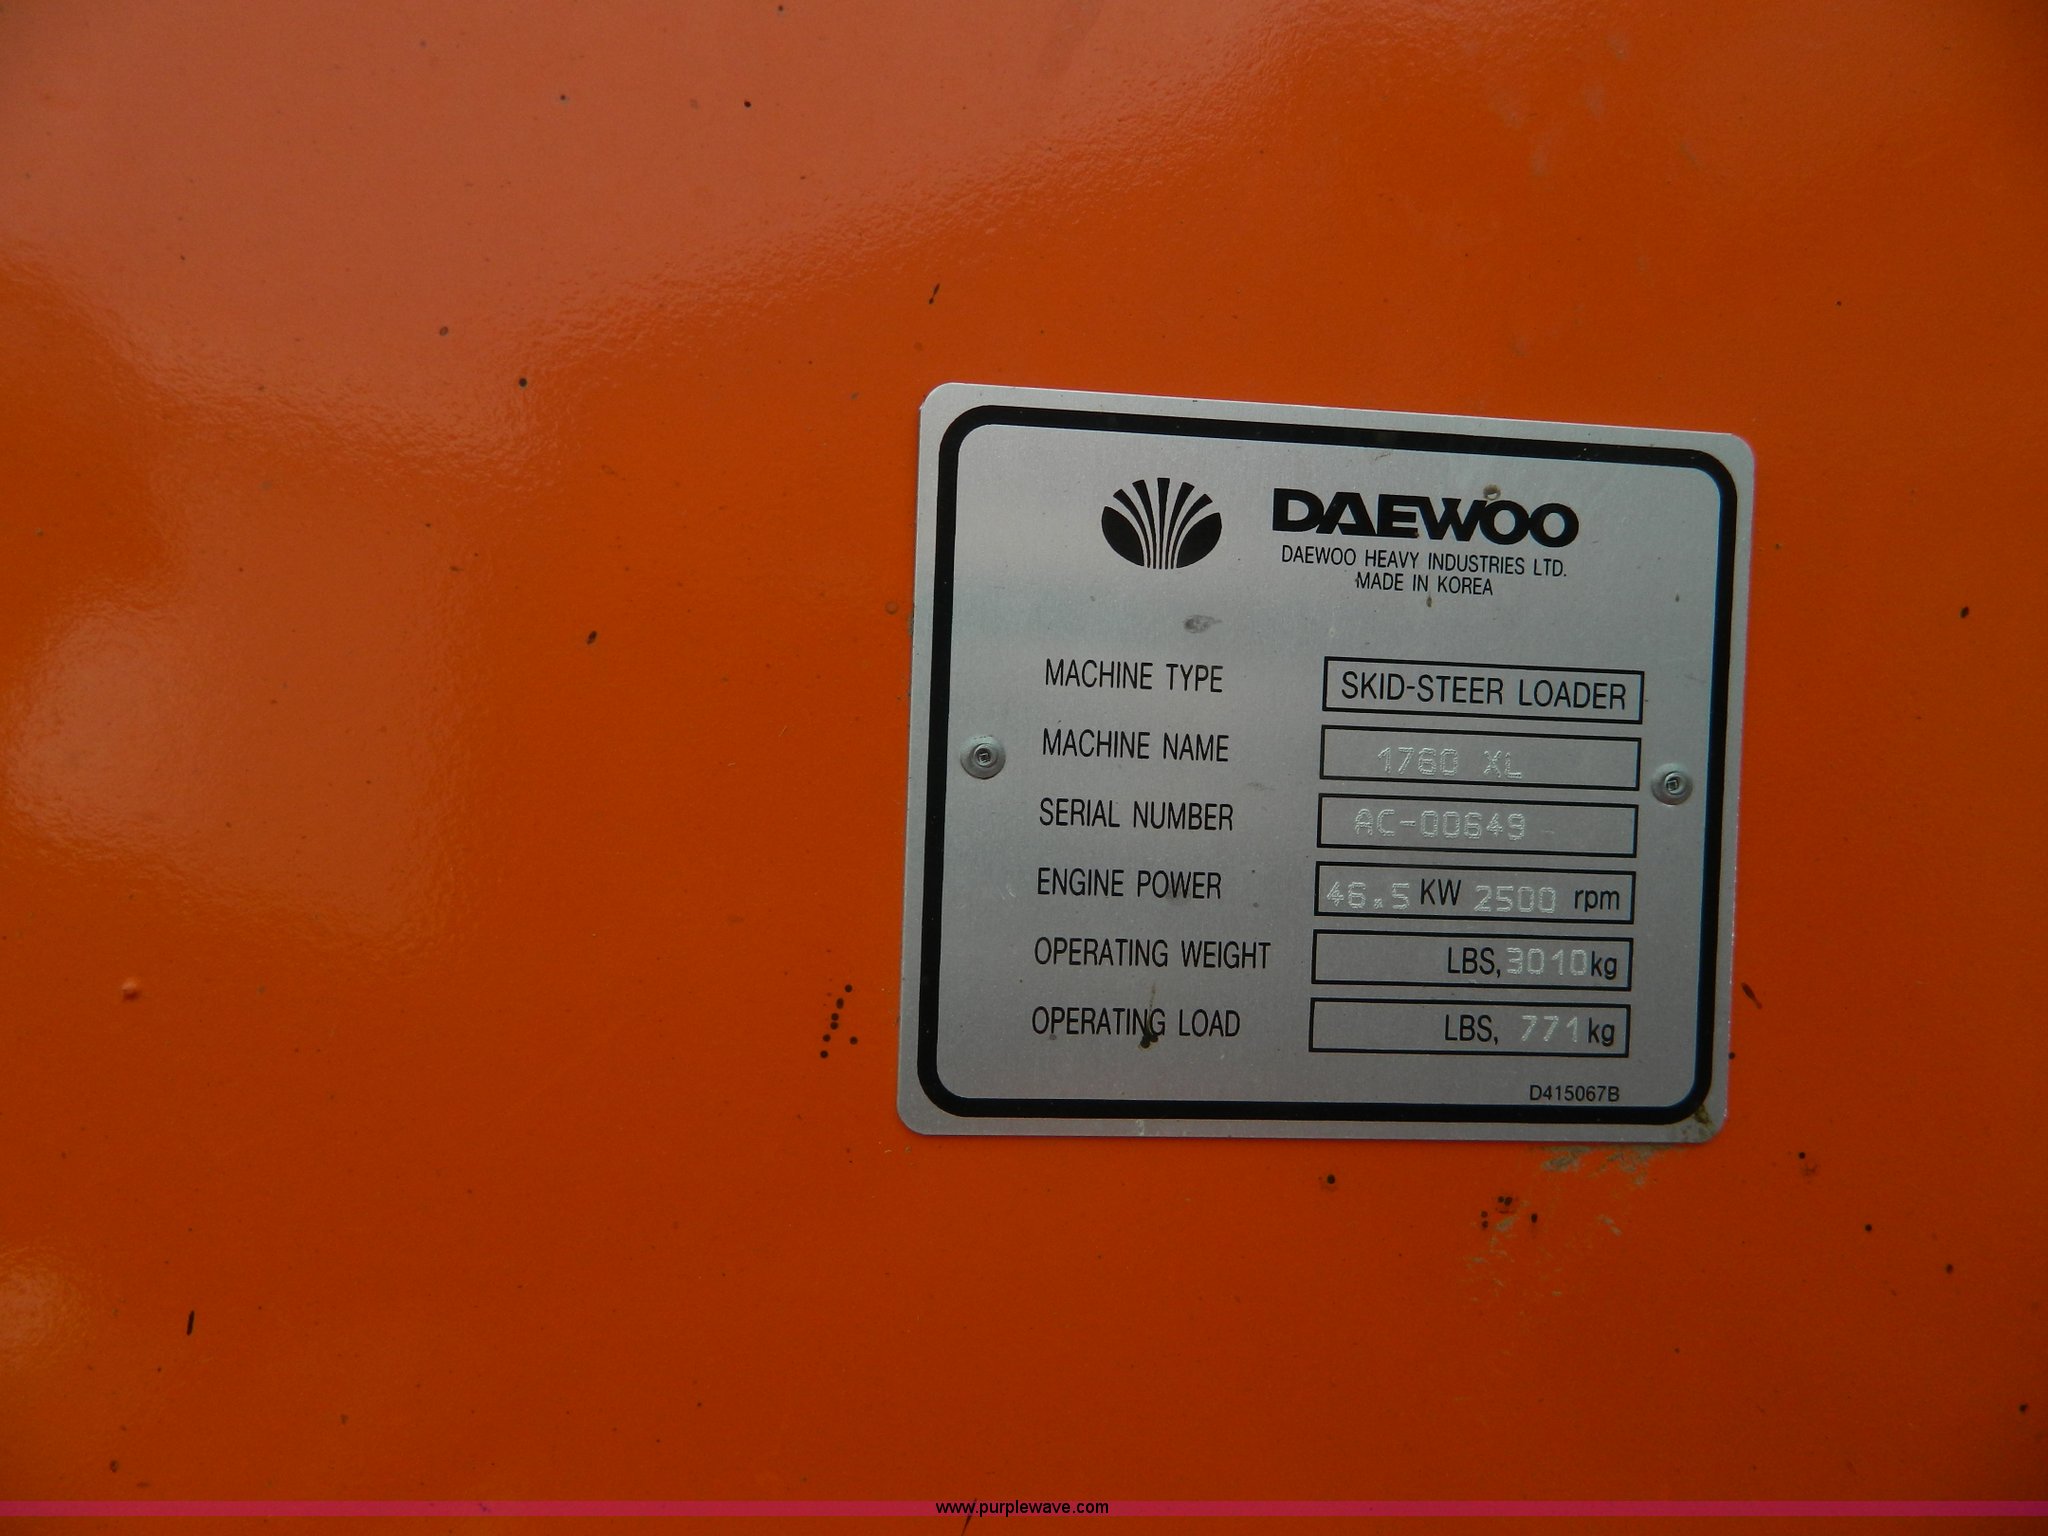 DAEWOO
DAEWOO HEAVY INDUSTRIES LTD.
MADE IN KOREA
MACHINE TYPE SKID-STEER LOADER
MACHINE NAME 1760 XL
SERIAL NUMBER AC-00649
ENGINE POWER 46.5 KW 2500 rpm
OPERATING WEIGHT LBS, 3010 kg
OPERATING LOAD LBS, 771 kg
D415067B
www.purplewave.com